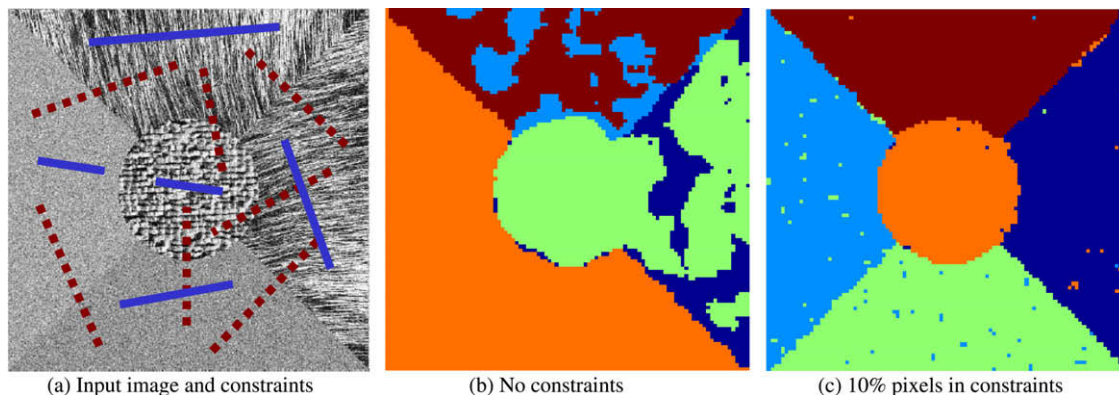 (a) Input image and constraints
(b) No constraints
(c) 10% pixels in constraints